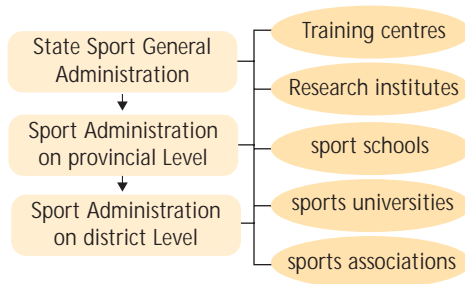 State Sport General
Administration
Sport Administration
on provincial Level
Sport Administration
on district Level
Training centres
Research institutes
sport schools
sports universities
sports associations